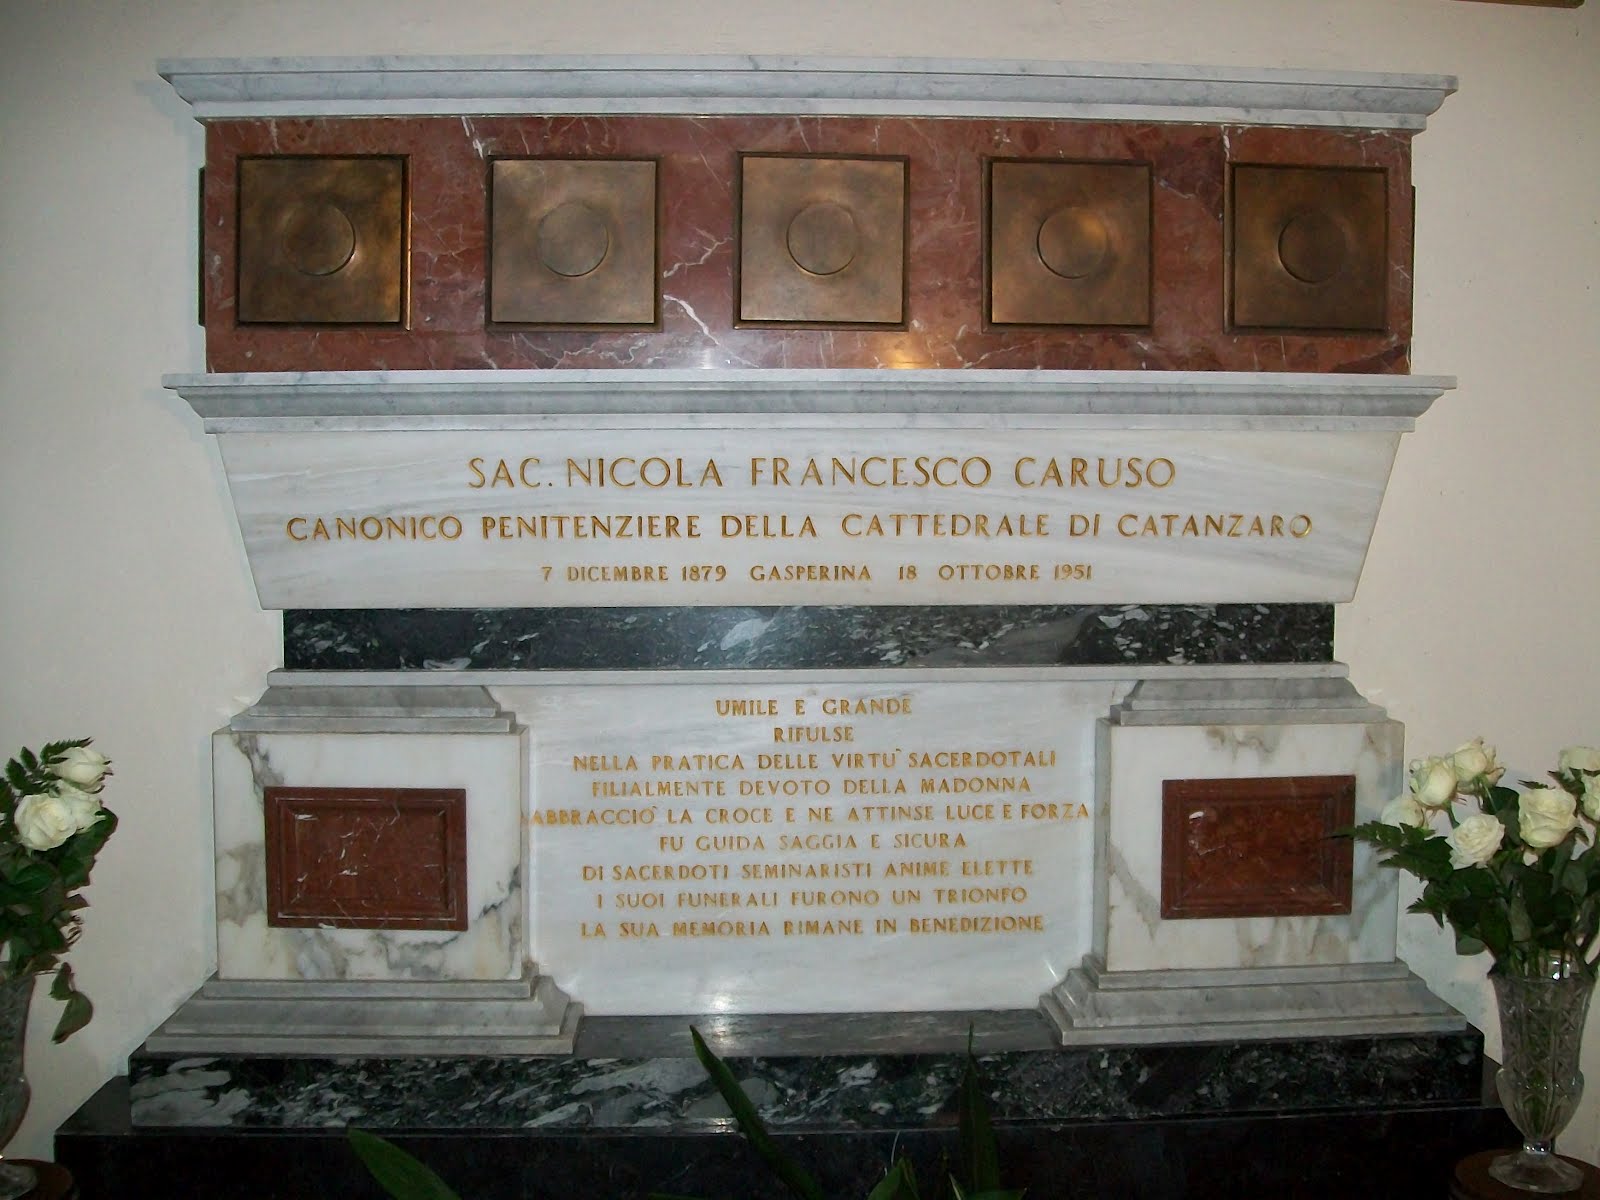 SAC. NICOLA FRANCESCO CARUSO
CANONICO PENITENZIERE DELLA CATTEDRALE DI CATANZARO
7 DICEMBRE 1879 GASPERINA 18 OTTOBRE 1951
UMILE E GRANDE
RIFULSE
NELLA PRATICA DELLE VIRTU' SACERDOTALI
FILIALMENTE DEVOTO DELLA MADONNA
ABBRACCIO' LA CROCE E NE ATTINSE LUCE E FORZA
FU GUIDA SAGGIA E SICURA
DI SACERDOTI SEMINARISTI ANIME ELETTE
I SUOI FUNERALI FURONO UN TRIONFO
LA SUA MEMORIA RIMANE IN BENEDIZIONE